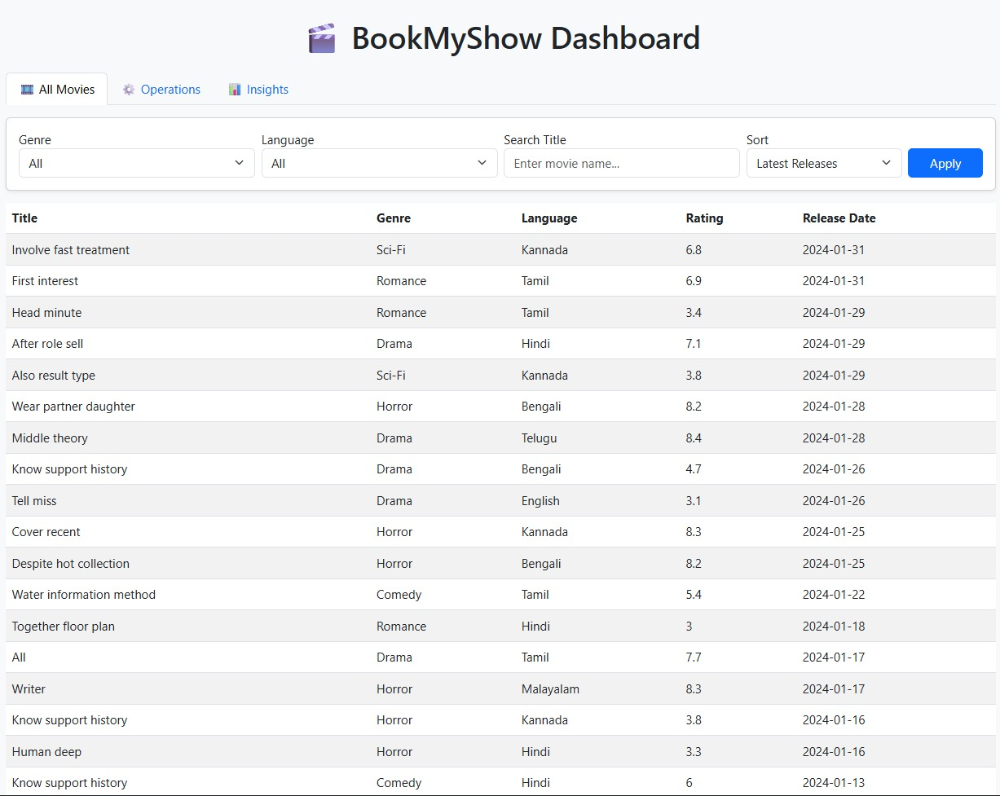 BookMyShow Dashboard
All Movies Operations Insights
Genre Language Search Title Sort
All All Enter movie name... Latest Releases Apply
Title Genre Language Rating Release Date
Involve fast treatment Sci-Fi Kannada 6.8 2024-01-31
First interest Romance Tamil 6.9 2024-01-31
Head minute Romance Tamil 3.4 2024-01-29
After role sell Drama Hindi 7.1 2024-01-29
Also result type Sci-Fi Kannada 3.8 2024-01-29
Wear partner daughter Horror Bengali 8.2 2024-01-28
Middle theory Drama Telugu 8.4 2024-01-28
Know support history Drama Bengali 4.7 2024-01-26
Tell miss Drama English 3.1 2024-01-26
Cover recent Horror Kannada 8.3 2024-01-25
Despite hot collection Horror Bengali 8.2 2024-01-25
Water information method Comedy Tamil 5.4 2024-01-22
Together floor plan Romance Hindi 3 2024-01-18
All Drama Tamil 7.7 2024-01-17
Writer Horror Malayalam 8.3 2024-01-17
Know support history Horror Kannada 3.8 2024-01-16
Human deep Horror Hindi 3.3 2024-01-16
Know support history Comedy Hindi 6 2024-01-13